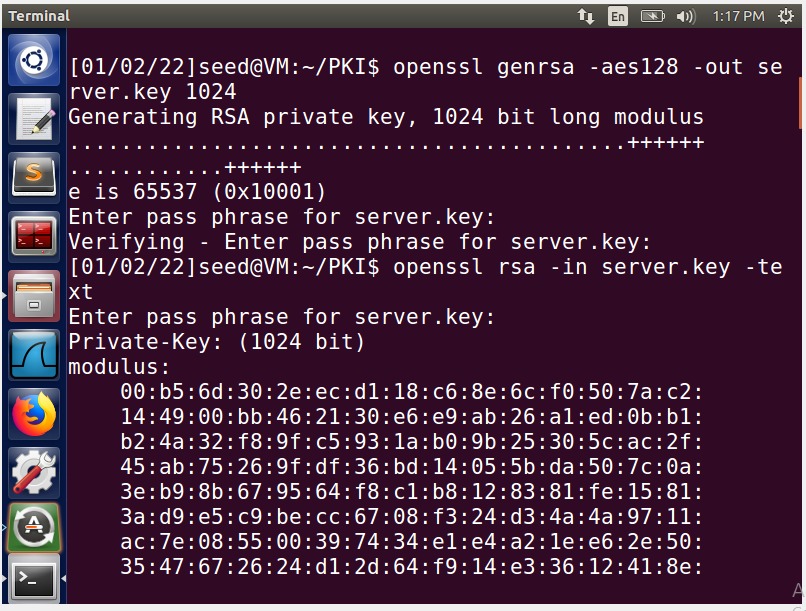 Terminal
En
1:17 PM
[01/02/22]seed@VM:~/PKI$ openssl genrsa -aes128 -out se
rver.key 1024
Generating RSA private key, 1024 bit long modulus
...........................................++++++
............++++++
e is 65537 (0x10001)
Enter pass phrase for server.key:
Verifying - Enter pass phrase for server.key:
[01/02/22]seed@VM:~/PKI$ openssl rsa -in server.key -te
xt
Enter pass phrase for server.key:
Private-Key: (1024 bit)
modulus:
00:b5:6d:30:2e:ec:d1:18:c6:8e:6c:f0:50:7a:c2:
14:49:00:bb:46:21:30:e6:e9:ab:26:a1:ed:0b:b1:
b2:4a:32:f8:9f:c5:93:1a:b0:9b:25:30:5c:ac:2f:
45:ab:75:26:9f:df:36:bd:14:05:5b:da:50:7c:0a:
3e:b9:8b:67:95:64:f8:c1:b8:12:83:81:fe:15:81:
3a:d9:e5:c9:be:cc:67:08:f3:24:d3:4a:4a:97:11:
ac:7e:08:55:00:39:74:34:e1:e4:a2:1e:e6:2e:50:
35:47:67:26:24:d1:2d:64:f9:14:e3:36:12:41:8e: